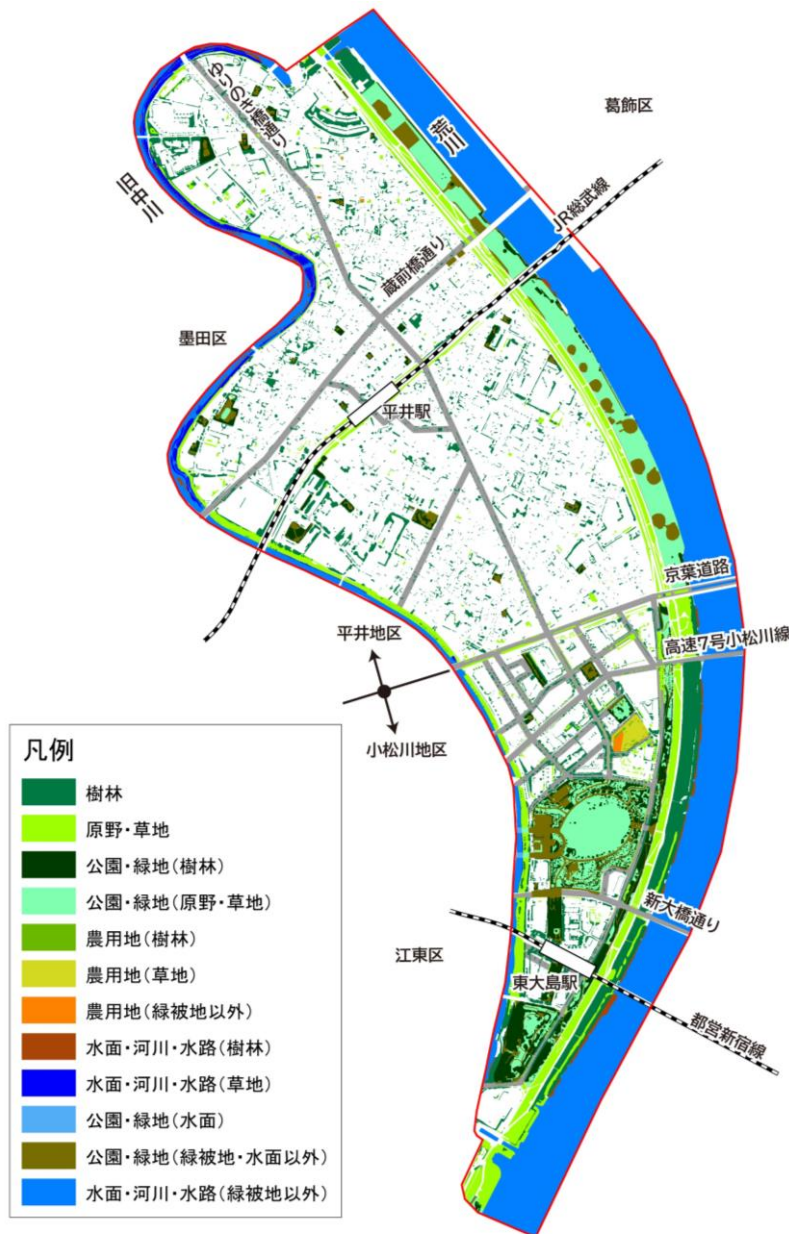 葛飾区
荒川
ゆりのき橋通り
旧中川
JR総武線
蔵前橋通り
墨田区
平井駅
京葉道路
平井地区
高速7号小松川線
小松川地区
新大橋通り
江東区
東大島駅
都営新宿線
凡例
樹林
原野・草地
公園・緑地(樹林)
公園・緑地(原野・草地)
農用地(樹林)
農用地(草地)
農用地(緑被地以外)
水面・河川・水路(樹林)
水面・河川・水路(草地)
公園・緑地(水面)
公園・緑地(緑被地・水面以外)
水面・河川・水路(緑被地以外)